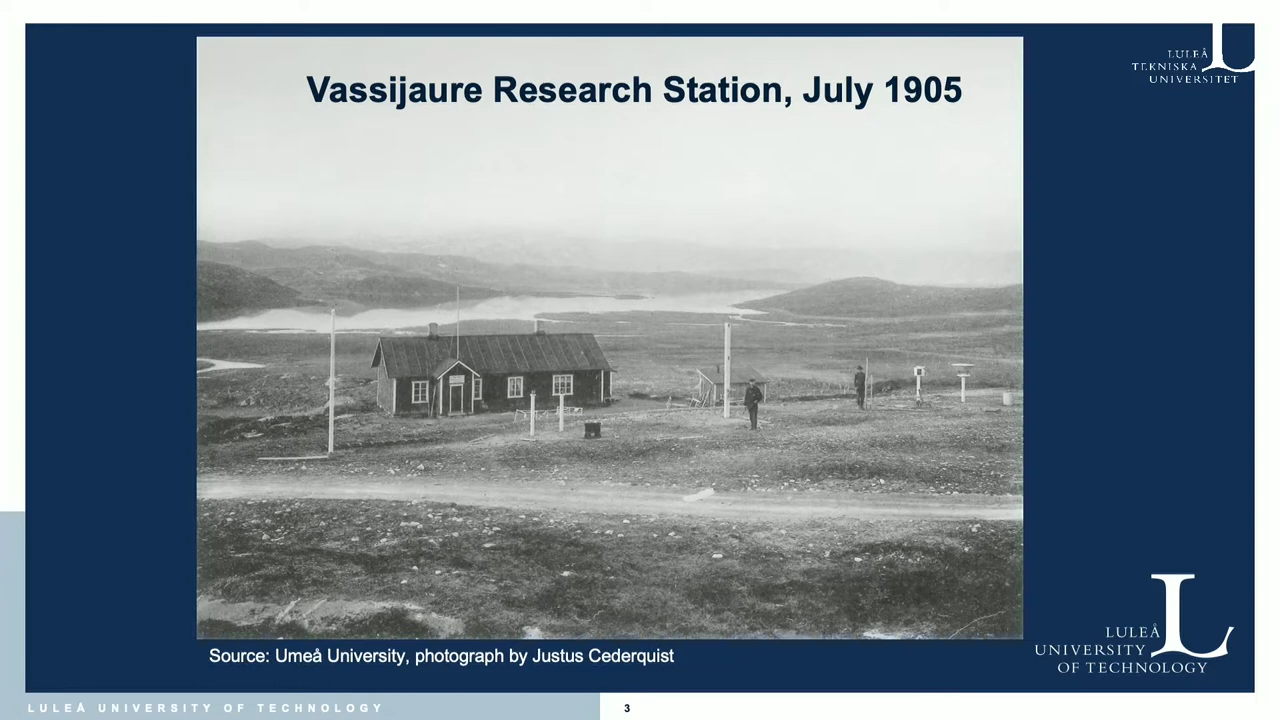 LULEÅ
TEKNISKA
UNIVERSITET
Vassijaure Research Station, July 1905
Source: Umeå University, photograph by Justus Cederquist
LULEÅ
UNIVERSITY
OF TECHNOLOGY
LULEÅ UNIVERSITY OF TECHNOLOGY
3